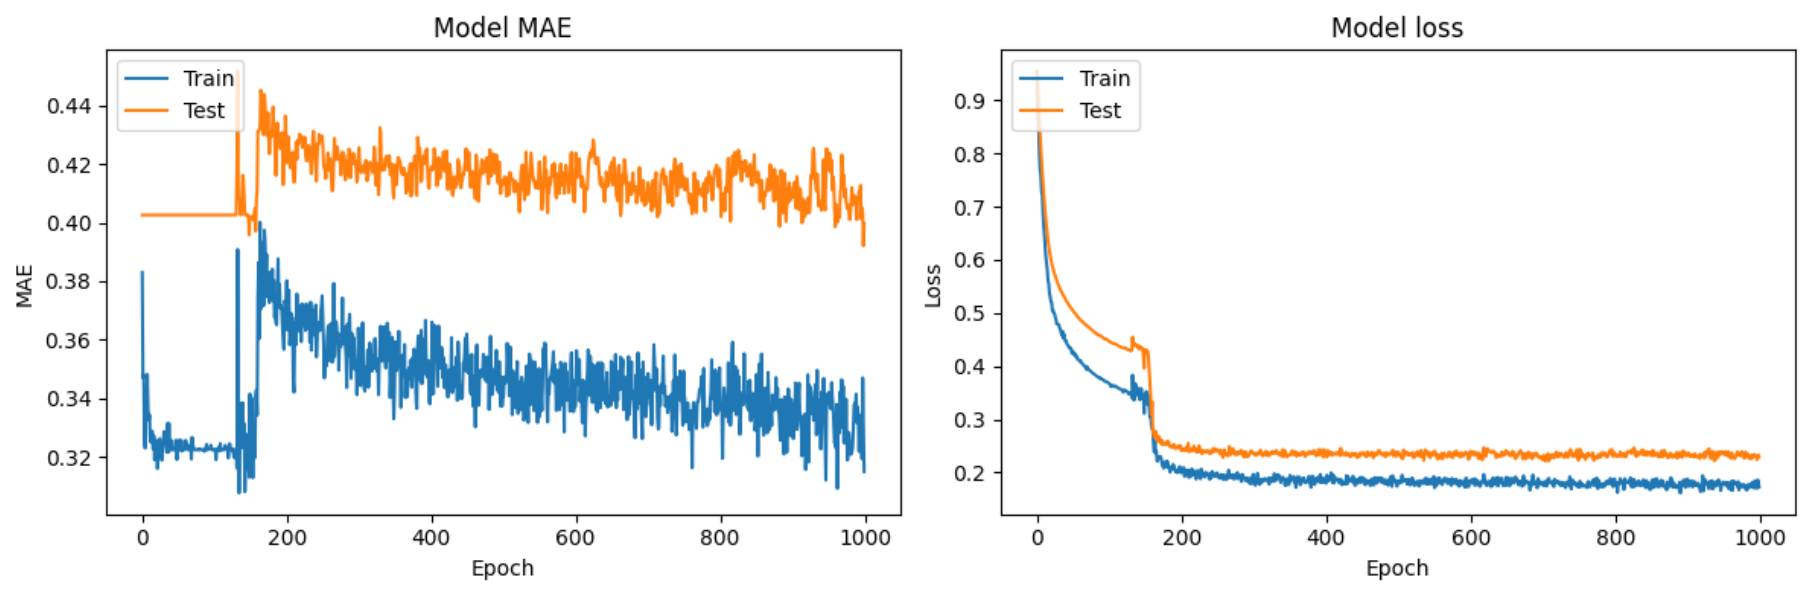 Model MAE
Train
Test
0.44
0.42
0.40
0.38
0.36
0.34
0.32
MAE
0 200 400 600 800 1000
Epoch
Model loss
Train
Test
0.9
0.8
0.7
0.6
0.5
0.4
0.3
0.2
Loss
0 200 400 600 800 1000
Epoch